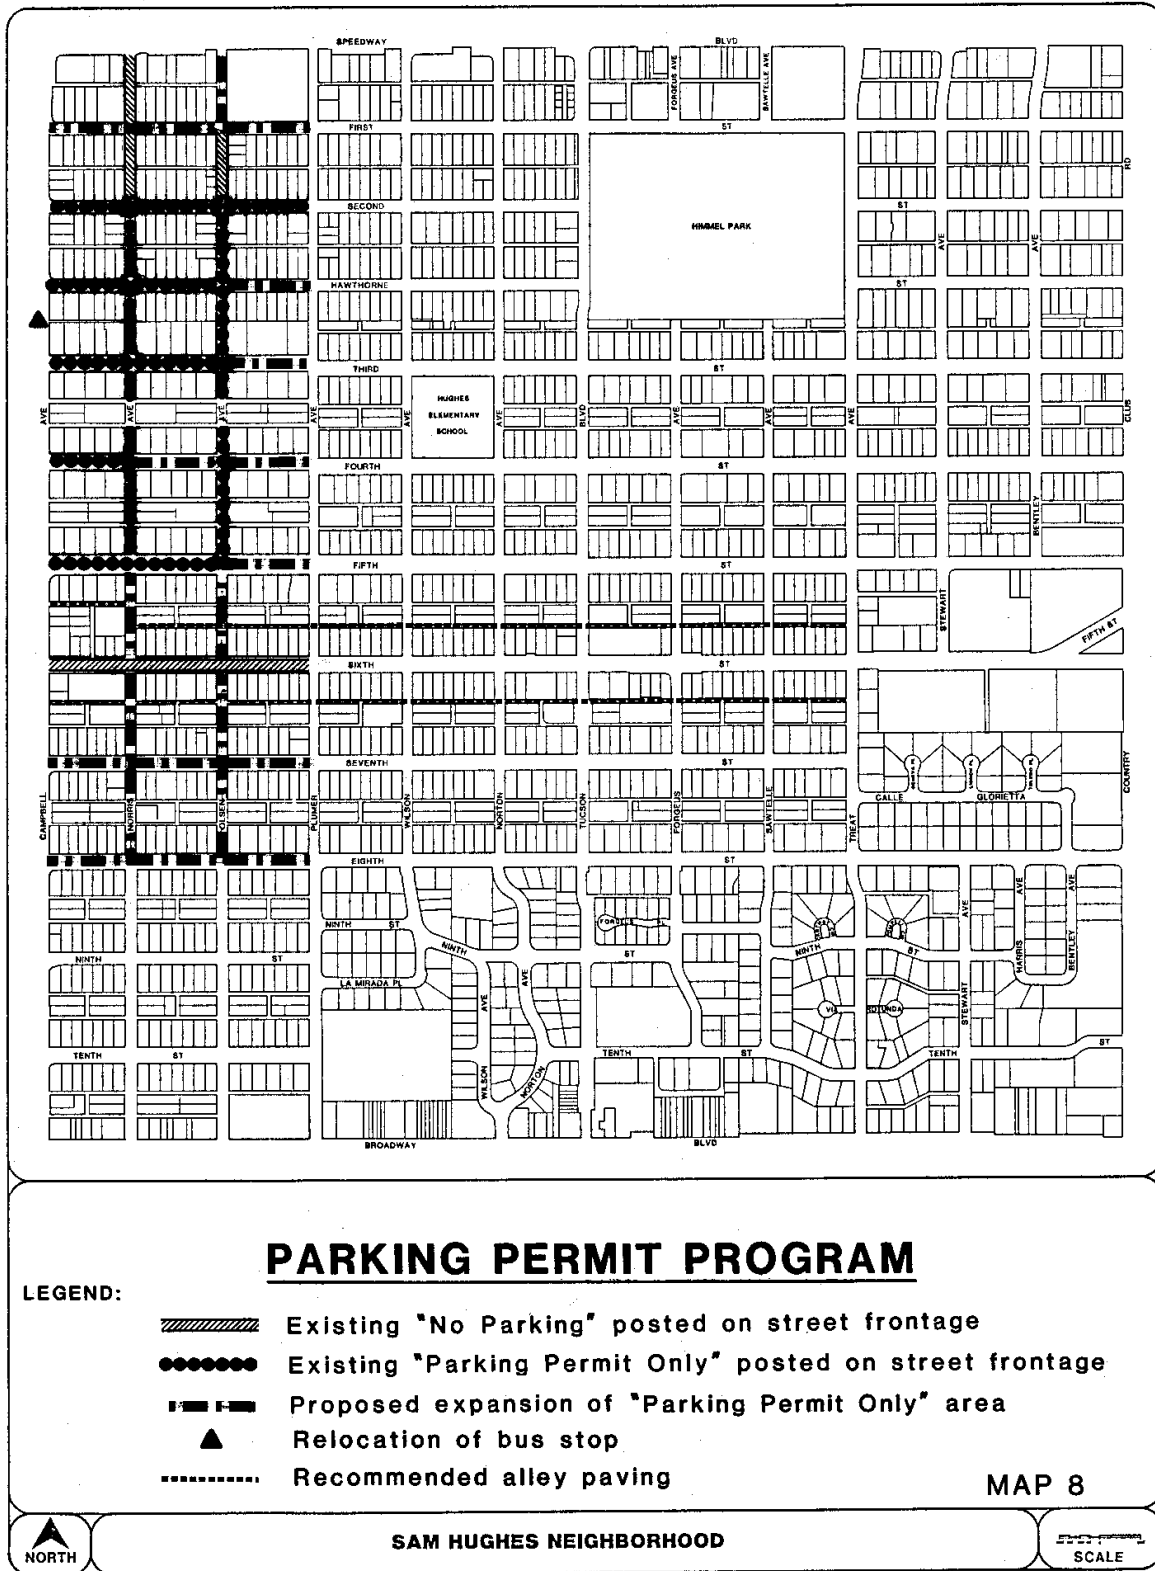 SPEEDWAY BLVD
FORGEUS AVE
SAWTELLE AVE
FIRST ST
RD
SECOND ST
HIMMEL PARK
AVE AVE
HAWTHORNE ST
THIRD ST
AVE AVE AVE AVE AVE AVE BLVD AVE AVE AVE CLUB
HUGHES
ELEMENTARY
SCHOOL
FOURTH ST
BENTLEY
FIFTH ST
STEWART
FIFTH ST
SIXTH ST
SEVENTH ST
CALLE GLORIETTA
CAMPBELL NORRIS OLSEN PLUMER WILSON NORTON TUCSON FORGEUS SAWTELLE TREAT COUNTRY
EIGHTH ST
AVE AVE AVE
FORGEUS PL
NINTH ST
NINTH ST
NINTH ST
NINTH ST
HARRIS BENTLEY
LA MIRADA PL
AVE AVE
VIA ROTUNDA
STEWART
TENTH ST
TENTH ST
TENTH ST
WILSON NORTON
BROADWAY BLVD
PARKING PERMIT PROGRAM
LEGEND:
Existing "No Parking" posted on street frontage
Existing "Parking Permit Only" posted on street frontage
Proposed expansion of "Parking Permit Only" area
Relocation of bus stop
Recommended alley paving
MAP 8
NORTH
SAM HUGHES NEIGHBORHOOD
SCALE